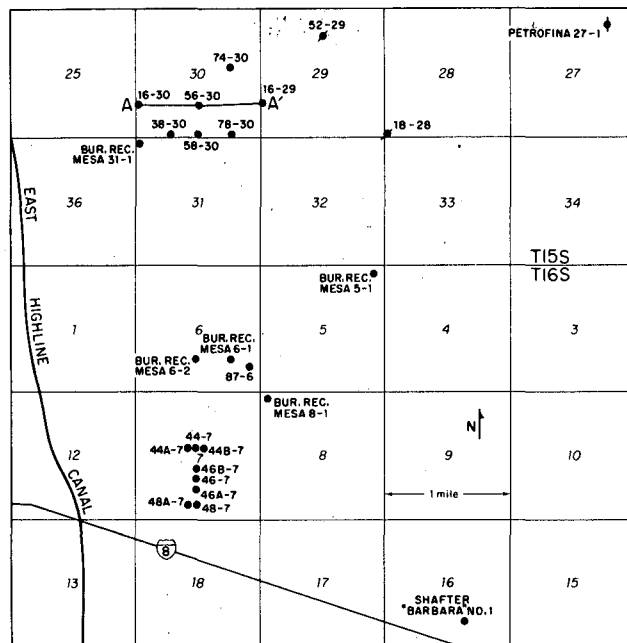 52-29
PETROFINA 27-1
74-30
25
30
29
28
27
16-30
56-30
16-29
A
A'
38-30
78-30
18-28
58-30
BUR. REC.
MESA 31-1
36
31
32
33
34
EAST
HIGHLINE
CANAL
T15S
T16S
BUR. REC.
MESA 5-1
1
6
5
4
3
BUR. REC.
MESA 6-1
BUR. REC.
MESA 6-2
87-6
BUR. REC.
MESA 8-1
N
44-7
44A-7
44B-7
12
7
8
9
10
46B-7
46-7
46A-7
48A-7
48-7
1 mile
8
13
18
17
16
15
SHAFTER
"BARBARA" NO. 1